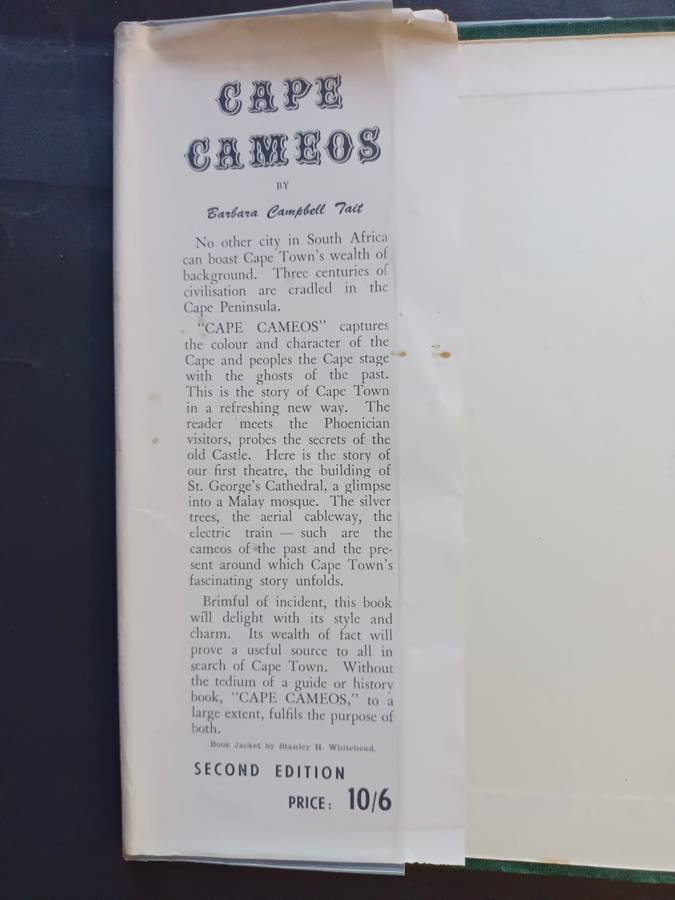 CAPE
CAMEOS
BY
Barbara Campbell Tait
No other city in South Africa
can boast Cape Town's wealth of
background. Three centuries of
civilisation are cradled in the
Cape Peninsula.
"CAPE CAMEOS" captures
the colour and character of the
Cape and peoples the Cape stage
with the ghosts of the past.
This is the story of Cape Town
in a refreshing new way. The
reader meets the Phoenician
visitors, probes the secrets of the
old Castle. Here is the story of
our first theatre, the building of
St. George's Cathedral, a glimpse
into a Malay mosque. The silver
trees, the aerial cableway, the
electric train — such are the
cameos of the past and the pre-
sent around which Cape Town's
fascinating story unfolds.
Brimful of incident, this book
will delight with its style and
charm. Its wealth of fact will
prove a useful source to all in
search of Cape Town. Without
the tedium of a guide or history
book, "CAPE CAMEOS," to a
large extent, fulfils the purpose of
both.
Book Jacket by Stanley H. Whitehead.
SECOND EDITION
PRICE: 10/6